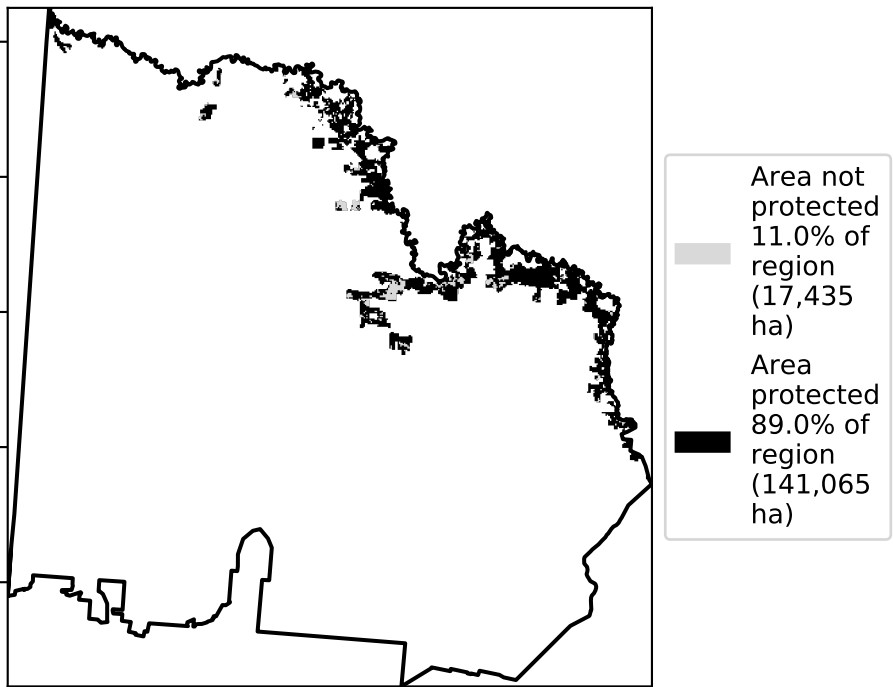 Area not
protected
11.0% of
region
(17,435
ha)
Area
protected
89.0% of
region
(141,065
ha)